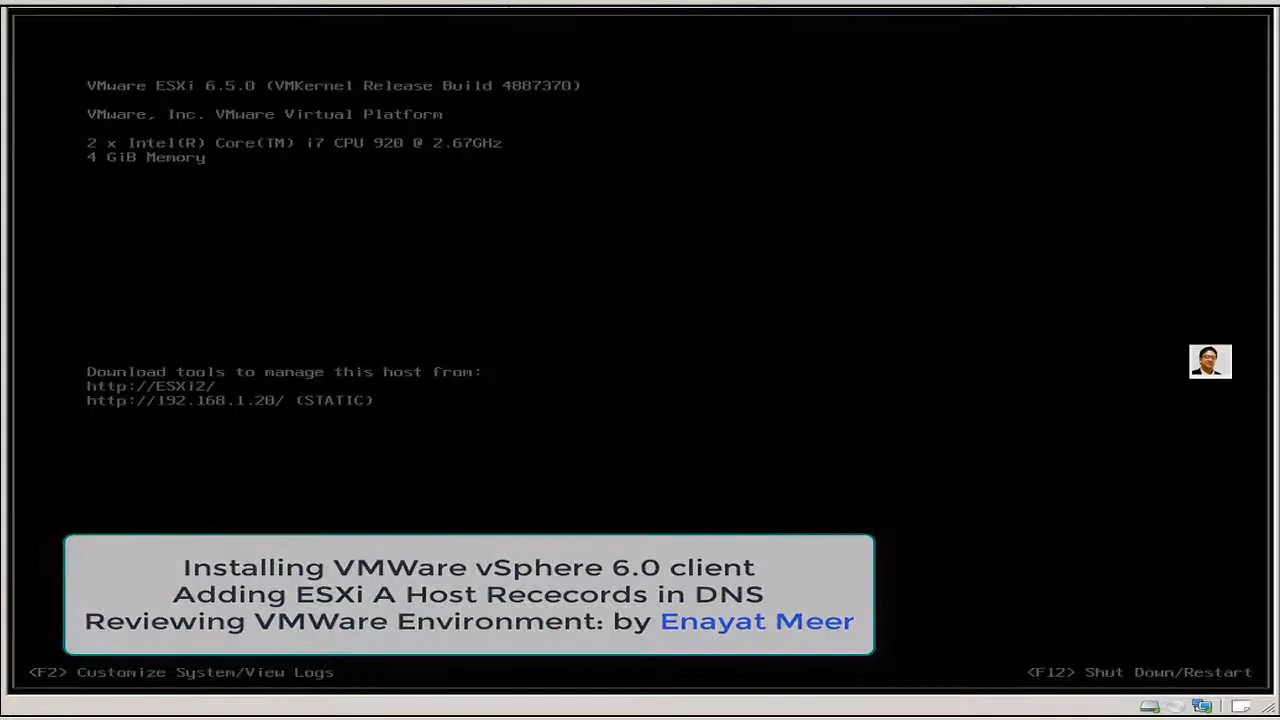 VMware ESXi 6.5.0 (VMKernel Release Build 4887370)
VMware, Inc. VMware Virtual Platform
2 x Intel(R) Core(TM) i7 CPU 920 @ 2.67GHz
4 GiB Memory
Download tools to manage this host from:
http://ESXi2/
http://192.168.1.20/ (STATIC)
Installing VMWare vSphere 6.0 client
Adding ESXi A Host Rececords in DNS
Reviewing VMWare Environment: by Enayat Meer
<F2> Customize System/View Logs
<F12> Shut Down/Restart